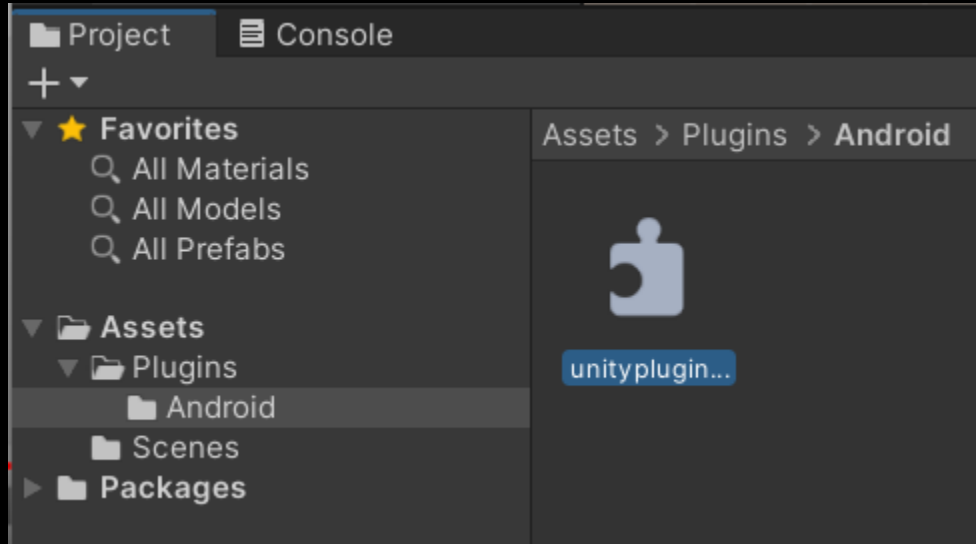 Project
Console
Favorites
All Materials
All Models
All Prefabs
Assets
Plugins
Android
Scenes
Packages
Assets > Plugins > Android
unityplugin...